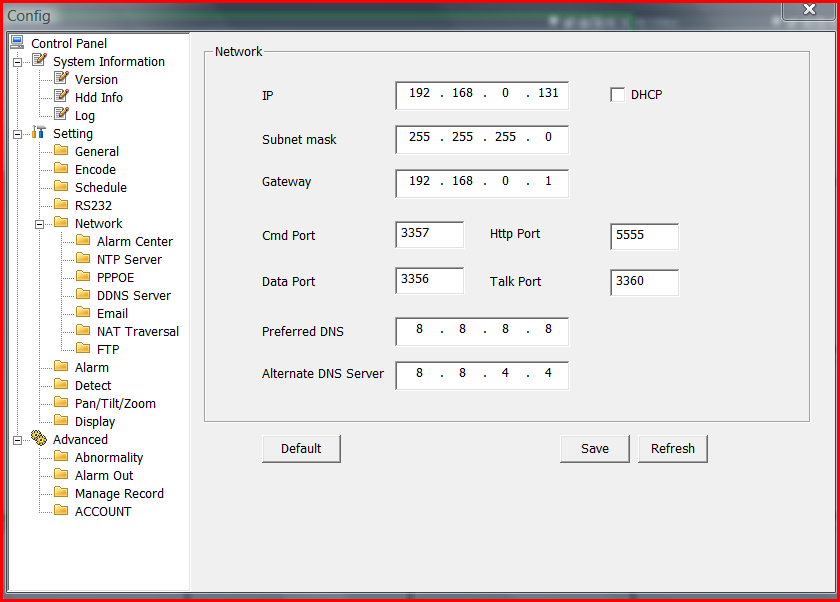 Config
Control Panel
System Information
Version
Hdd Info
Log
Setting
General
Encode
Schedule
RS232
Network
Alarm Center
NTP Server
PPPOE
DDNS Server
Email
NAT Traversal
FTP
Alarm
Detect
Pan/Tilt/Zoom
Display
Advanced
Abnormality
Alarm Out
Manage Record
ACCOUNT
Network
IP 192 . 168 . 0 . 131 DHCP
Subnet mask 255 . 255 . 255 . 0
Gateway 192 . 168 . 0 . 1
Cmd Port 3357 Http Port 5555
Data Port 3356 Talk Port 3360
Preferred DNS 8 . 8 . 8 . 8
Alternate DNS Server 8 . 8 . 4 . 4
Default Save Refresh